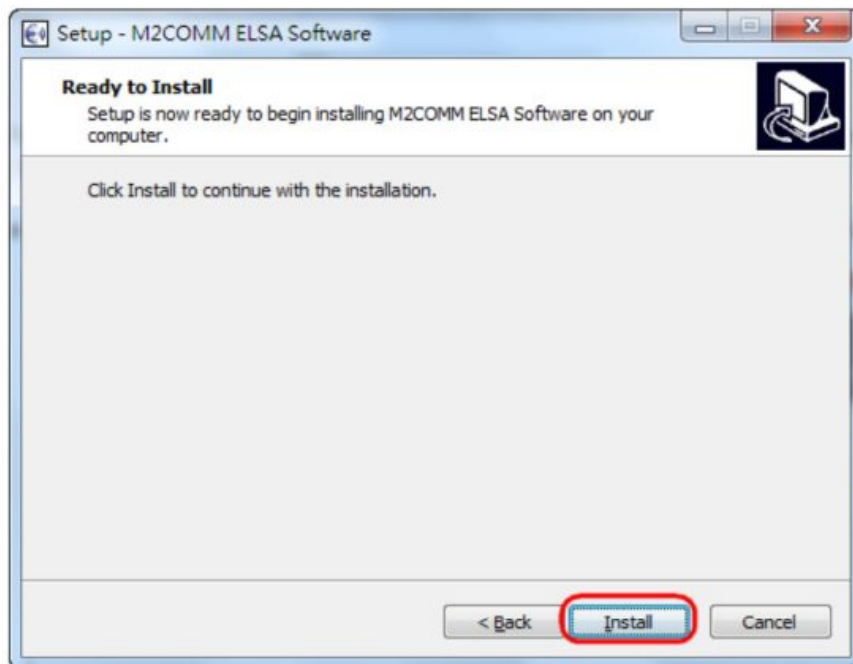 Setup - M2COMM ELSA Software
Ready to Install
Setup is now ready to begin installing M2COMM ELSA Software on your
computer.
Click Install to continue with the installation.
< Back
Install
Cancel